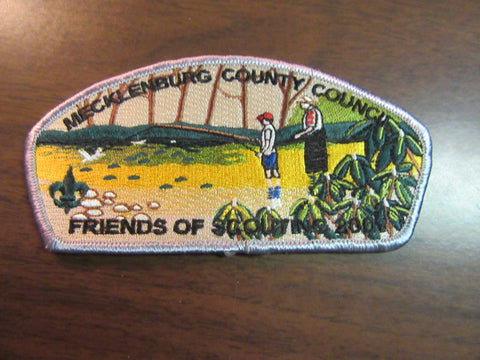 MECKLENBURG COUNTY COUNCIL
FRIENDS OF SCOUTING